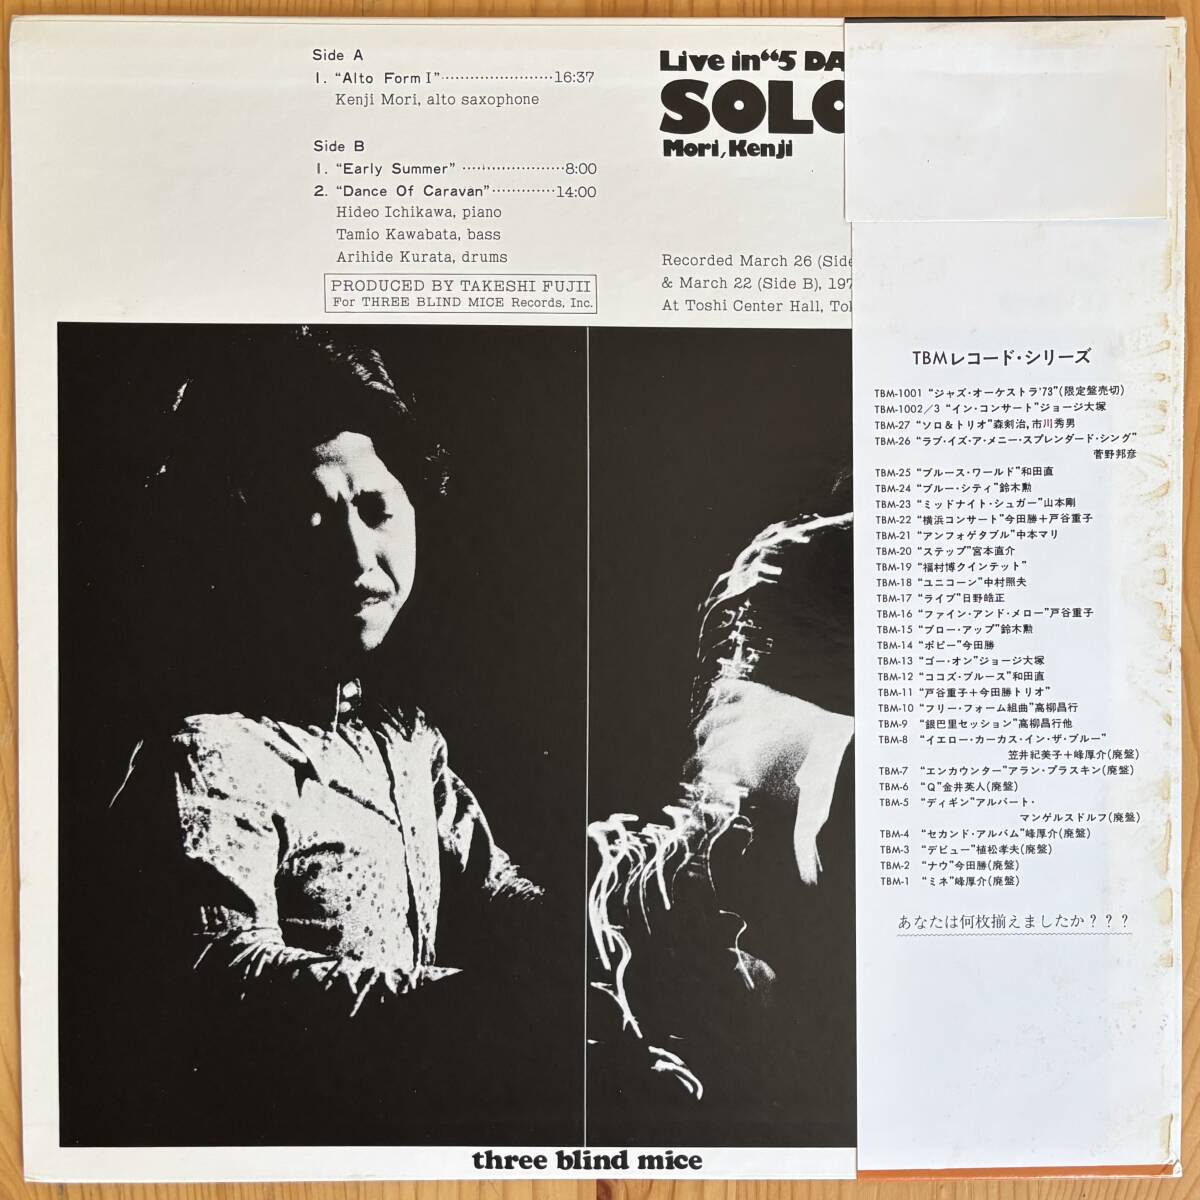 Side A
1. "Alto Form I"······················16:37
Kenji Mori, alto saxophone
Side B
1. "Early Summer" ····················8:00
2. "Dance Of Caravan"·············14:00
Hideo Ichikawa, piano
Tamio Kawabata, bass
Arihide Kurata, drums
PRODUCED BY TAKESHI FUJII
For THREE BLIND MICE Records, Inc.
Live in "5 DA
SOLO
Mori, Kenji
Recorded March 26 (Side
& March 22 (Side B), 197
At Toshi Center Hall, Tok
TBMレコード・シリーズ
TBM-1001 "ジャズ・オーケストラ'73"(限定盤売切)
TBM-1002/3 "イン・コンサート"ジョージ大塚
TBM-27 "ソロ&トリオ"森剣治, 市川秀男
TBM-26 "ラブ・イズ・ア・メニー・スプレンダード・シング"
菅野邦彦
TBM-25 "ブルース・ワールド"和田直
TBM-24 "ブルー・シティ"鈴木勲
TBM-23 "ミッドナイト・シュガー"山本剛
TBM-22 "横浜コンサート"今田勝+戸谷重子
TBM-21 "アンフォゲタブル"中本マリ
TBM-20 "ステップ"宮本直介
TBM-19 "福村博クインテット"
TBM-18 "ユニコーン"中村照夫
TBM-17 "ライブ"日野皓正
TBM-16 "ファイン・アンド・メロー"戸谷重子
TBM-15 "ブロー・アップ"鈴木勲
TBM-14 "ポピー"今田勝
TBM-13 "ゴー・オン"ジョージ大塚
TBM-12 "ココズ・ブルース"和田直
TBM-11 "戸谷重子+今田勝トリオ"
TBM-10 "フリー・フォーム組曲"高柳昌行
TBM-9 "銀巴里セッション"高柳昌行他
TBM-8 "イエロー・カーカス・イン・ザ・ブルー"
笠井紀美子+峰厚介(廃盤)
TBM-7 "エンカウンター"アラン・プラスキン(廃盤)
TBM-6 "Q"金井英人(廃盤)
TBM-5 "ディギン"アルバート・
マンゲルスドルフ(廃盤)
TBM-4 "セカンド・アルバム"峰厚介(廃盤)
TBM-3 "デビュー"植松孝夫(廃盤)
TBM-2 "ナウ"今田勝(廃盤)
TBM-1 "ミネ"峰厚介(廃盤)
あなたは何枚揃えましたか???
three blind mice